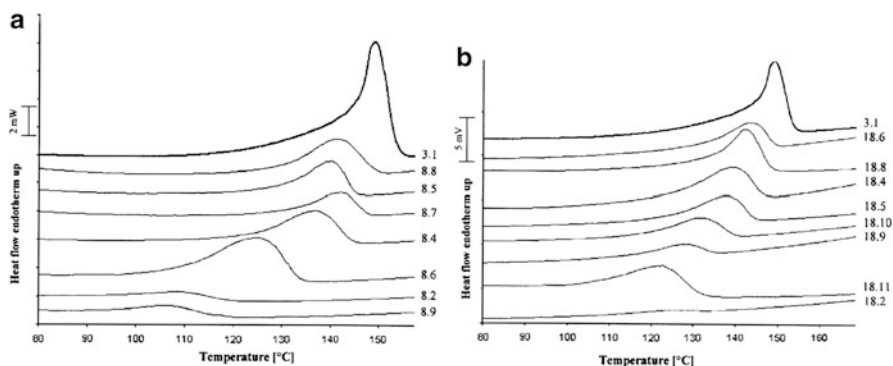 a
2 mW
Heat flow endotherm up
3.1
8.8
8.5
8.7
8.4
8.6
8.2
8.9
60 90 100 110 120 130 140 150
Temperature [°C]
b
5 mV
Heat flow endotherm up
3.1
18.6
18.8
18.4
18.5
18.10
18.9
18.11
18.2
80 90 100 110 120 130 140 150 160
Temperature [°C]